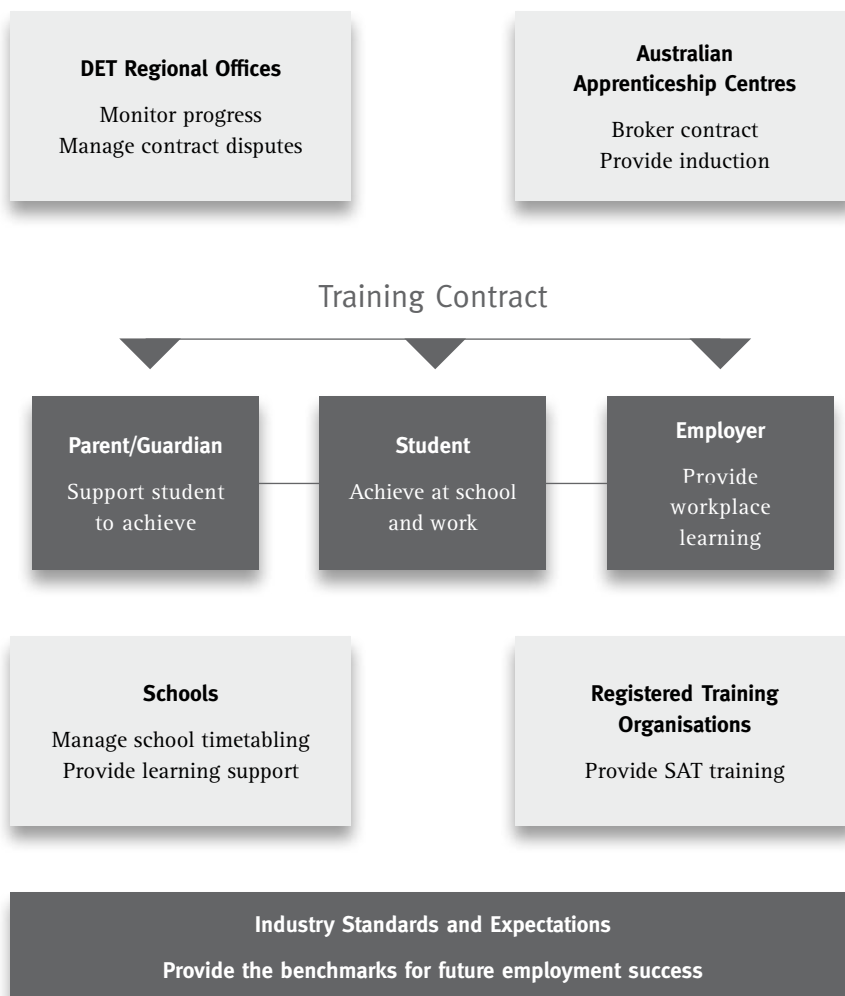 DET Regional Offices
Monitor progress
Manage contract disputes
Australian
Apprenticeship Centres
Broker contract
Provide induction
Training Contract
Parent/Guardian
Support student
to achieve
Student
Achieve at school
and work
Employer
Provide
workplace
learning
Schools
Manage school timetabling
Provide learning support
Registered Training
Organisations
Provide SAT training
Industry Standards and Expectations
Provide the benchmarks for future employment success